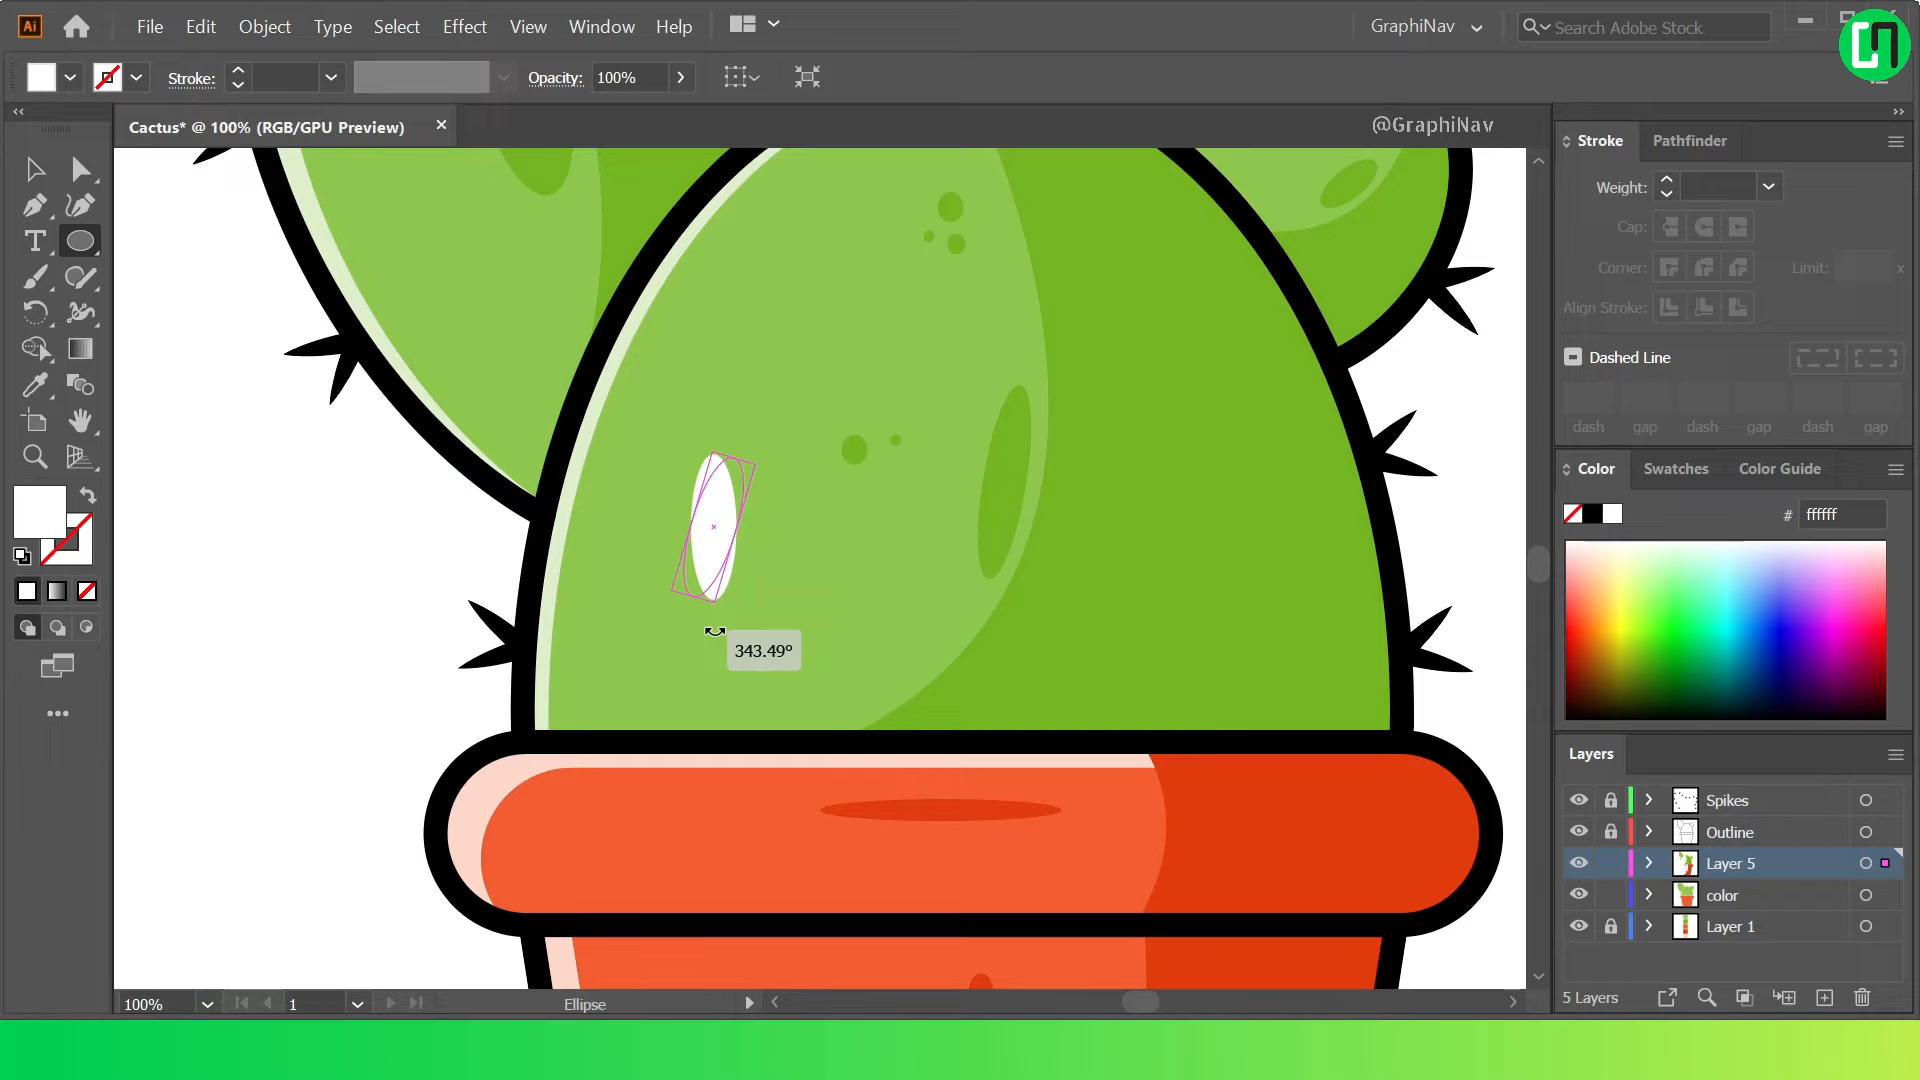 Ai File Edit Object Type Select Effect View Window Help GraphiNav Search Adobe Stock
Stroke: Opacity: 100%
Cactus* @ 100% (RGB/GPU Preview) ×
@GraphiNav
Stroke Pathfinder
Weight:
Cap:
Corner: Limit: x
Align Stroke:
Dashed Line
dash gap dash gap dash gap
Color Swatches Color Guide
# ffffff
343.49°
Layers
Spikes
Outline
Layer 5
color
Layer 1
5 Layers
100% 1 Ellipse